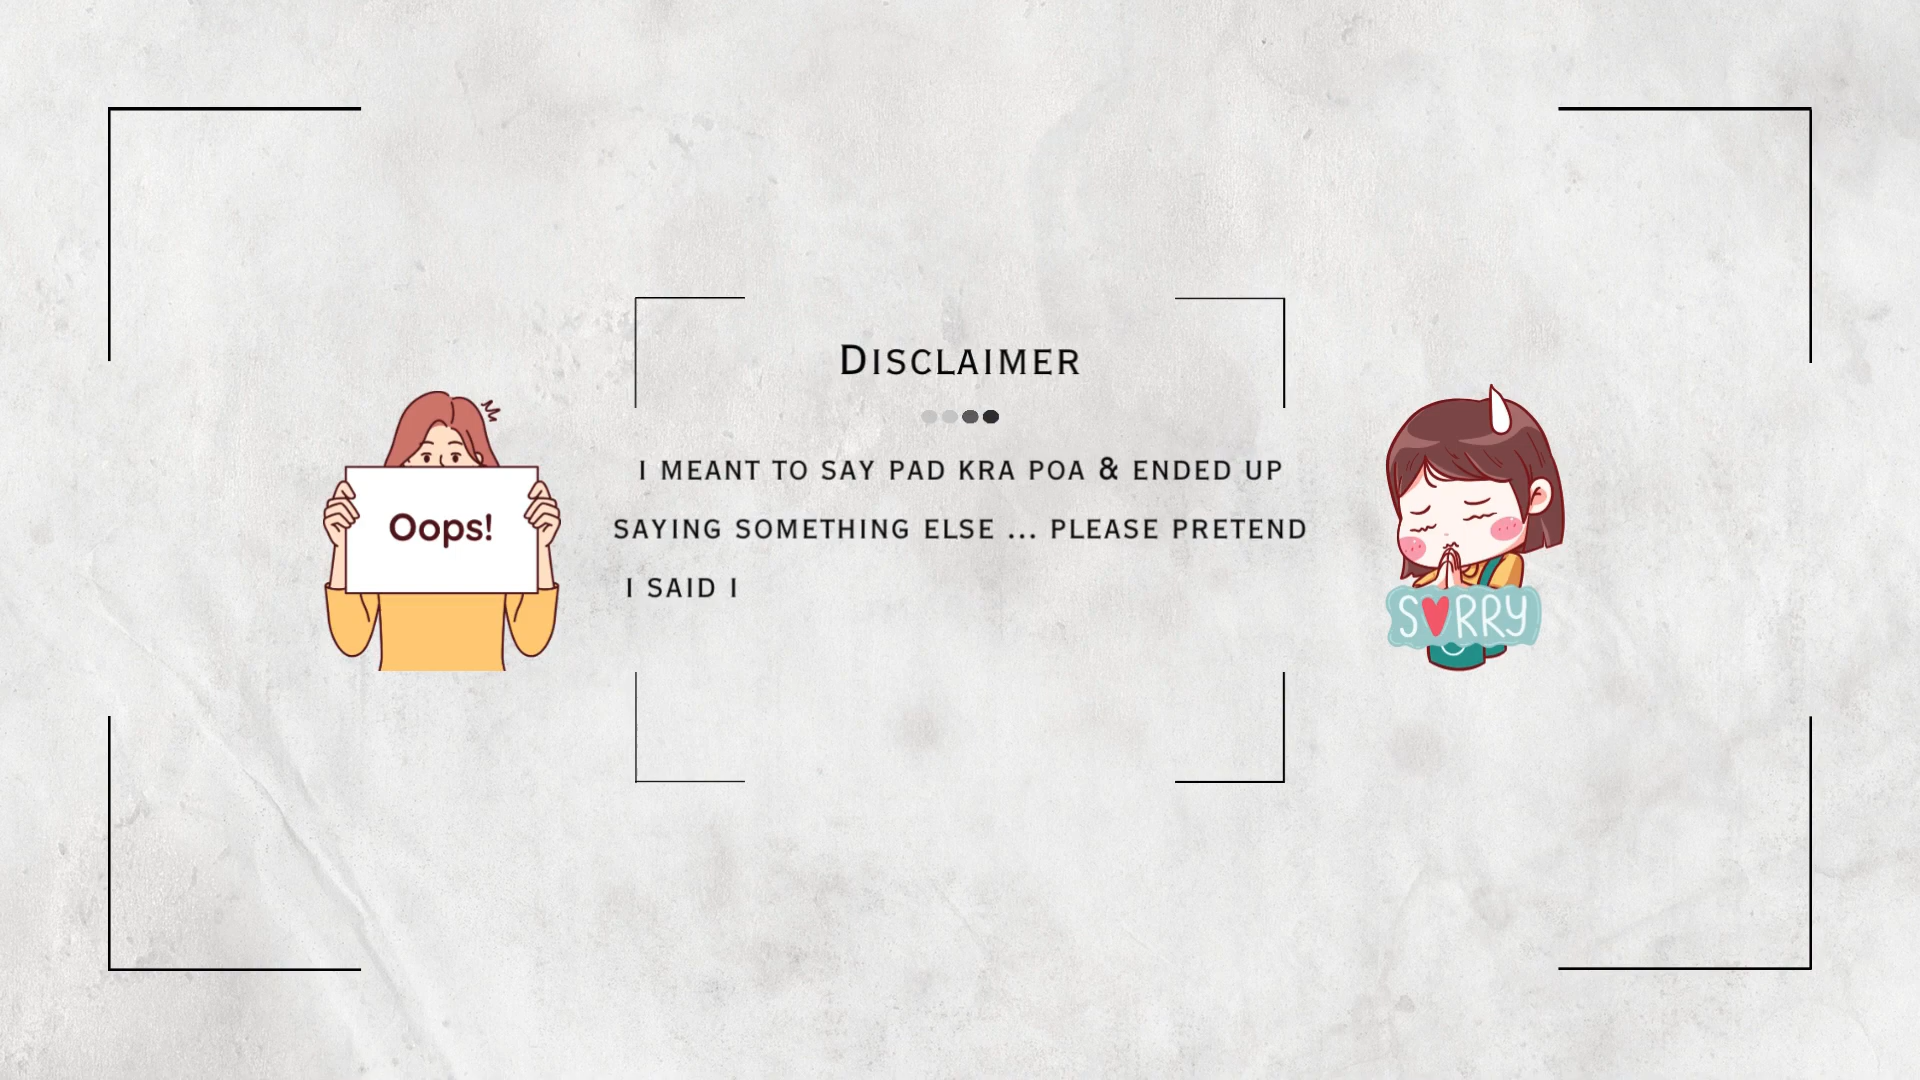 Disclaimer
I MEANT TO SAY PAD KRA POA & ENDED UP
SAYING SOMETHING ELSE ... PLEASE PRETEND
I SAID I
Oops!
SORRY